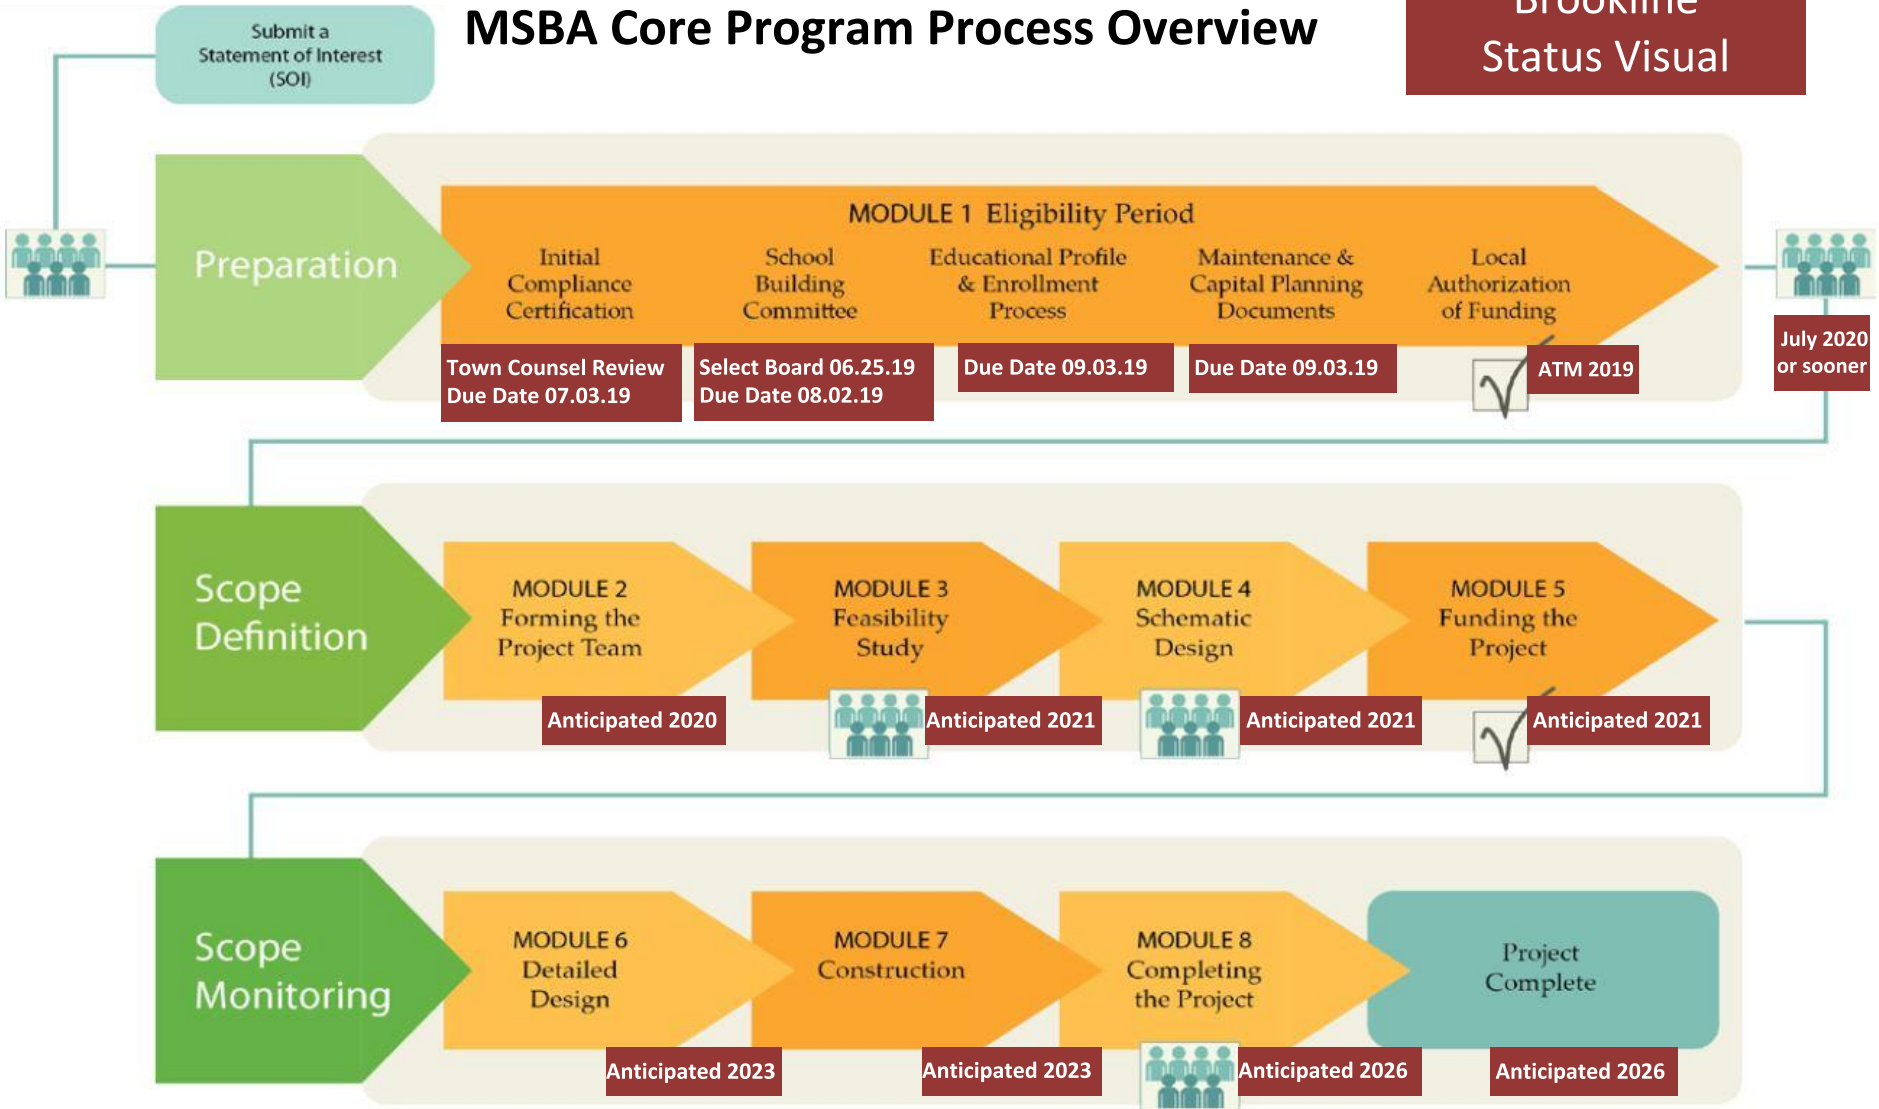 Submit a
Statement of Interest
(SOI)
MSBA Core Program Process Overview
Brookline
Status Visual
Preparation
MODULE 1 Eligibility Period
Initial
Compliance
Certification
School
Building
Committee
Educational Profile
& Enrollment
Process
Maintenance &
Capital Planning
Documents
Local
Authorization
of Funding
Town Counsel Review
Due Date 07.03.19
Select Board 06.25.19
Due Date 08.02.19
Due Date 09.03.19
Due Date 09.03.19
ATM 2019
July 2020
or sooner
Scope
Definition
MODULE 2
Forming the
Project Team
MODULE 3
Feasibility
Study
MODULE 4
Schematic
Design
MODULE 5
Funding the
Project
Anticipated 2020
Anticipated 2021
Anticipated 2021
Anticipated 2021
Scope
Monitoring
MODULE 6
Detailed
Design
MODULE 7
Construction
MODULE 8
Completing
the Project
Project
Complete
Anticipated 2023
Anticipated 2023
Anticipated 2026
Anticipated 2026